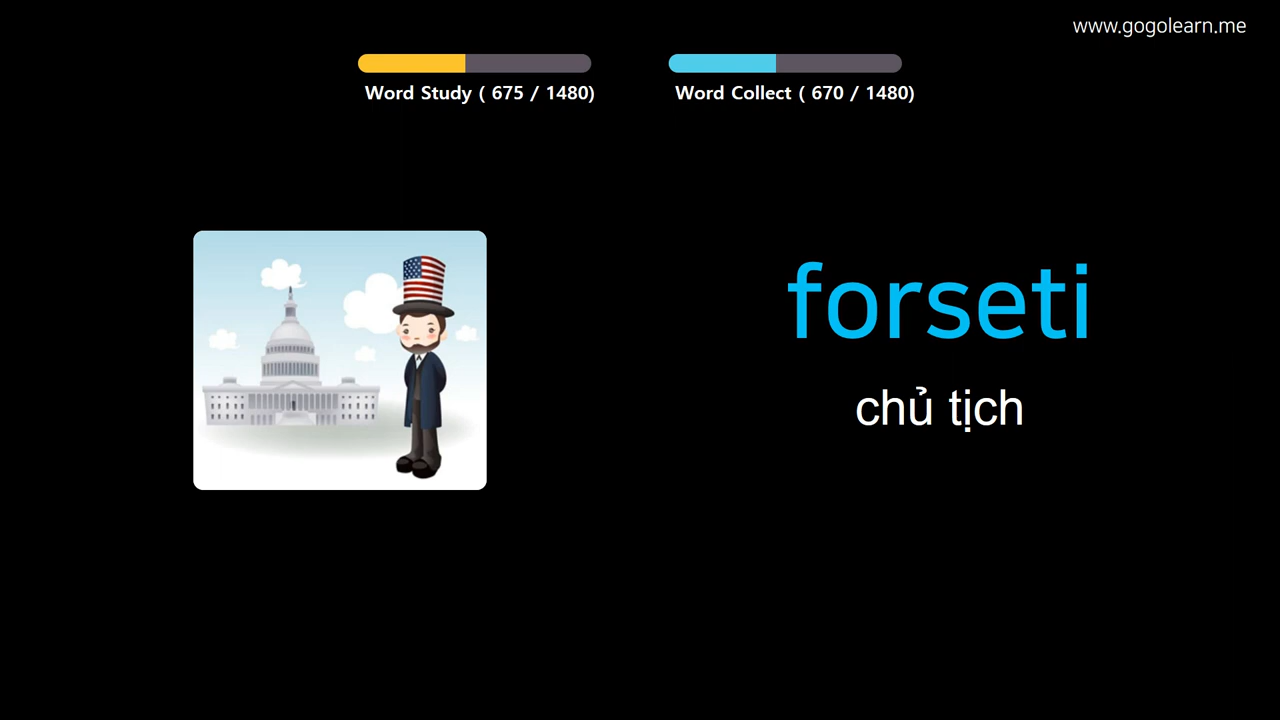 www.gogolearn.me
Word Study ( 675 / 1480)
Word Collect ( 670 / 1480)
forseti
chủ tịch